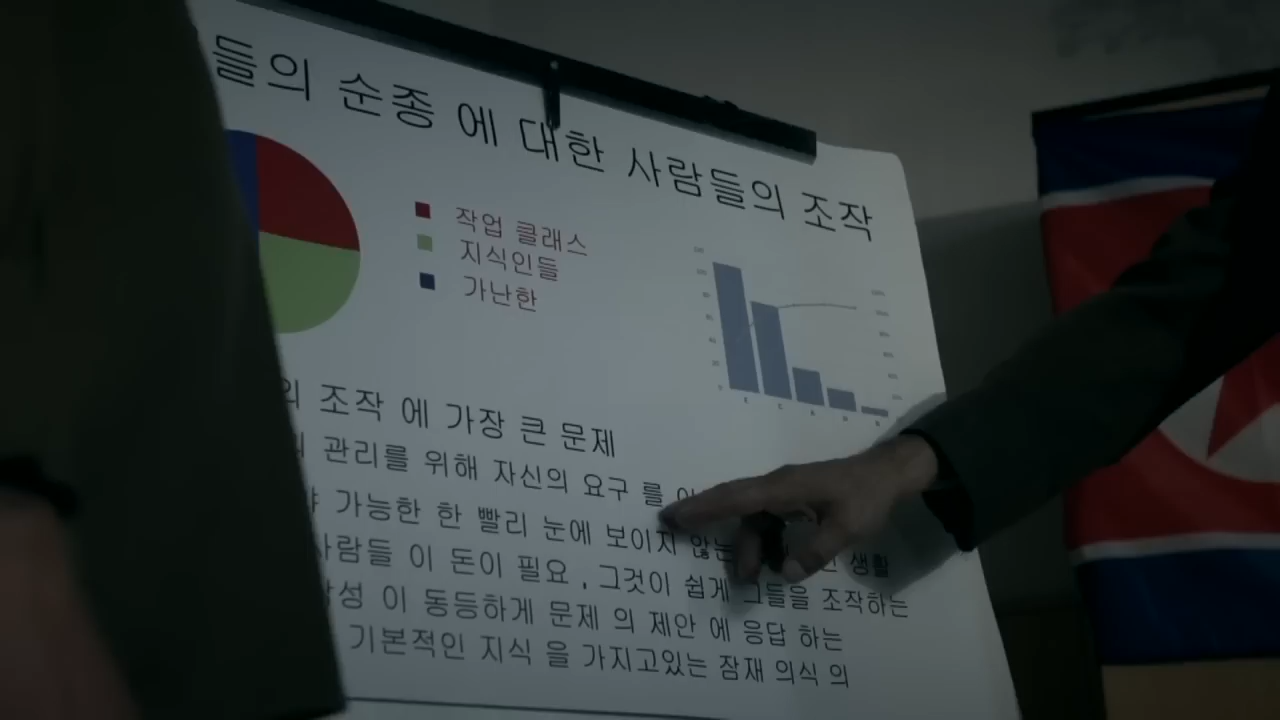 들의 순종 에 대한 사람들의 조작
작업 클래스
지식인들
가난한
조작 에 가장 큰 문제
관리를 위해 자신의 요구 를
가능한 한 빨리 눈에 보이지 생활
사람들 이 돈이 필요 , 그것이 쉽게 그들을 조작하는
이 동등하게 문제 의 제안 에 응답 하는
기본적인 지식 을 가지고있는 잠재 의식 의